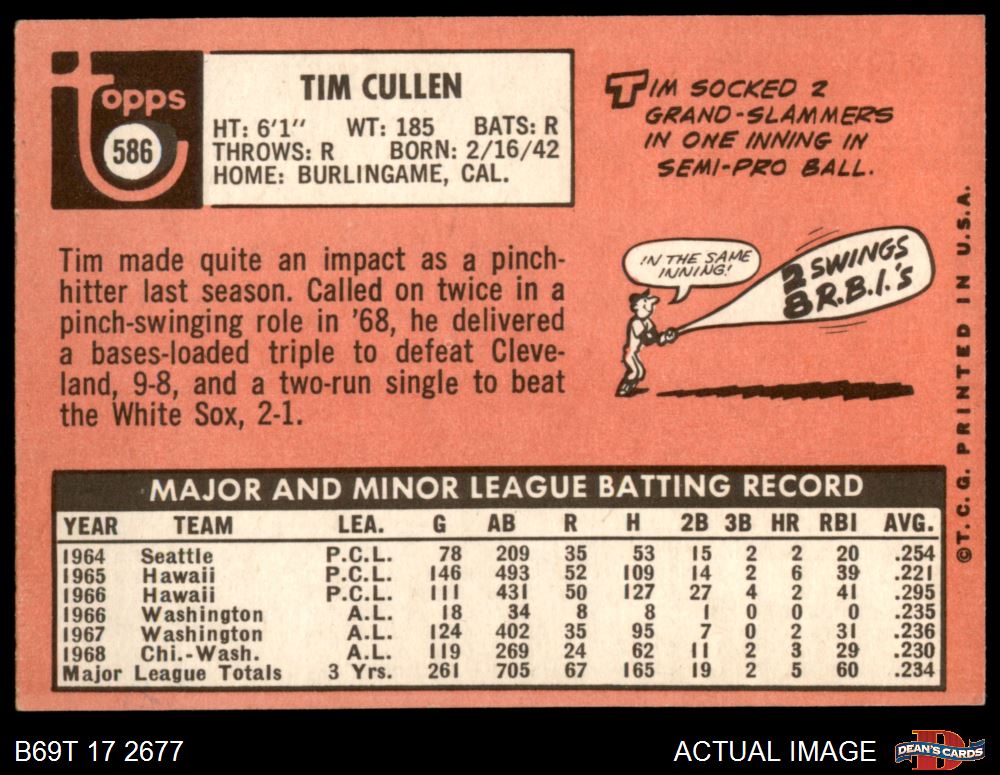 Topps
586
TIM CULLEN
HT: 6'1" WT: 185 BATS: R
THROWS: R BORN: 2/16/42
HOME: BURLINGAME, CAL.
TIM SOCKED 2
GRAND-SLAMMERS
IN ONE INNING IN
SEMI-PRO BALL.
IN THE SAME
INNING!
2 SWINGS
8 R.B.I.'S
Tim made quite an impact as a pinch-
hitter last season. Called on twice in a
pinch-swinging role in '68, he delivered
a bases-loaded triple to defeat Cleve-
land, 9-8, and a two-run single to beat
the White Sox, 2-1.
©T.C.G. PRINTED IN U.S.A.
MAJOR AND MINOR LEAGUE BATTING RECORD
YEAR TEAM LEA. G AB R H 2B 3B HR RBI AVG.
1964 Seattle P.C.L. 78 209 35 53 15 2 2 20 .254
1965 Hawaii P.C.L. 146 493 52 109 14 2 6 39 .221
1966 Hawaii P.C.L. 111 431 50 127 27 4 2 41 .295
1966 Washington A.L. 18 34 8 8 1 0 0 0 .235
1967 Washington A.L. 124 402 35 95 7 0 2 31 .236
1968 Chi.-Wash. A.L. 119 269 24 62 11 2 3 29 .230
Major League Totals 3 Yrs. 261 705 67 165 19 2 5 60 .234
B69T 17 2677
ACTUAL IMAGE
DEAN'S CARDS